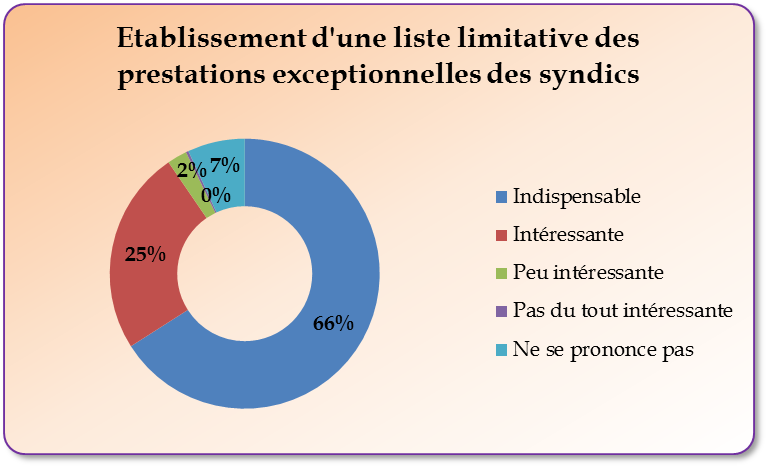 Etablissement d'une liste limitative des
prestations exceptionnelles des syndics
2%
7%
0%
25%
66%
Indispensable
Intéressante
Peu intéressante
Pas du tout intéressante
Ne se prononce pas